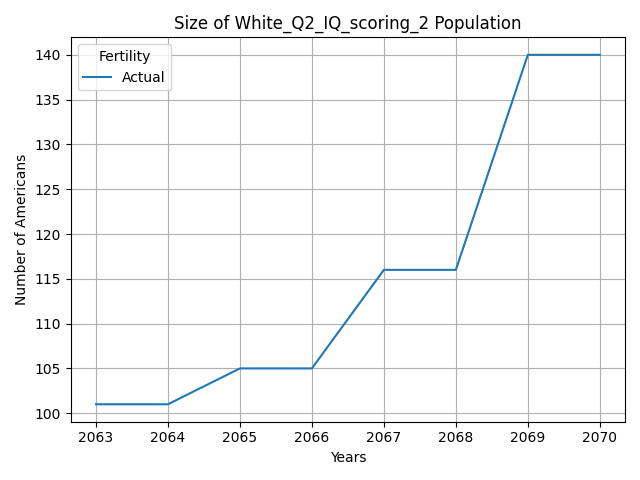 Size of White_Q2_IQ_scoring_2 Population
Fertility
Actual
Number of Americans
140
135
130
125
120
115
110
105
100
2063 2064 2065 2066 2067 2068 2069 2070
Years